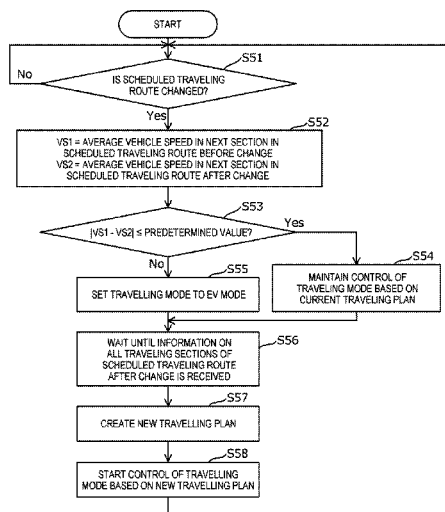 START
S51
No
IS SCHEDULED TRAVELING
ROUTE CHANGED?
Yes
S52
VS1 = AVERAGE VEHICLE SPEED IN NEXT SECTION IN
SCHEDULED TRAVELING ROUTE BEFORE CHANGE
VS2 = AVERAGE VEHICLE SPEED IN NEXT SECTION IN
SCHEDULED TRAVELING ROUTE AFTER CHANGE
S53
|VS1 - VS2| ≤ PREDETERMINED VALUE?
Yes
No
S55
S54
SET TRAVELLING MODE TO EV MODE
MAINTAIN CONTROL OF
TRAVELING MODE BASED ON
CURRENT TRAVELING PLAN
S56
WAIT UNTIL INFORMATION ON
ALL TRAVELING SECTIONS OF
SCHEDULED TRAVELING ROUTE
AFTER CHANGE IS RECEIVED
S57
CREATE NEW TRAVELLING PLAN
S58
START CONTROL OF TRAVELLING
MODE BASED ON NEW TRAVELLING PLAN